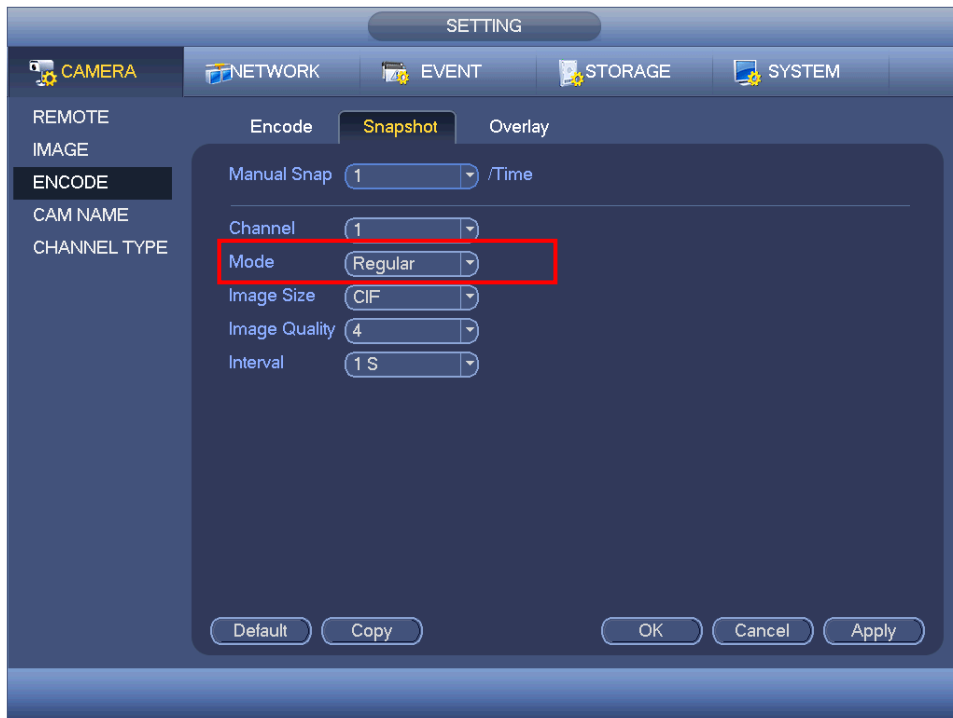 SETTING
CAMERA NETWORK EVENT STORAGE SYSTEM
REMOTE
IMAGE
ENCODE
CAM NAME
CHANNEL TYPE
Encode Snapshot Overlay
Manual Snap 1 /Time
Channel 1
Mode Regular
Image Size CIF
Image Quality 4
Interval 1 S
Default Copy OK Cancel Apply